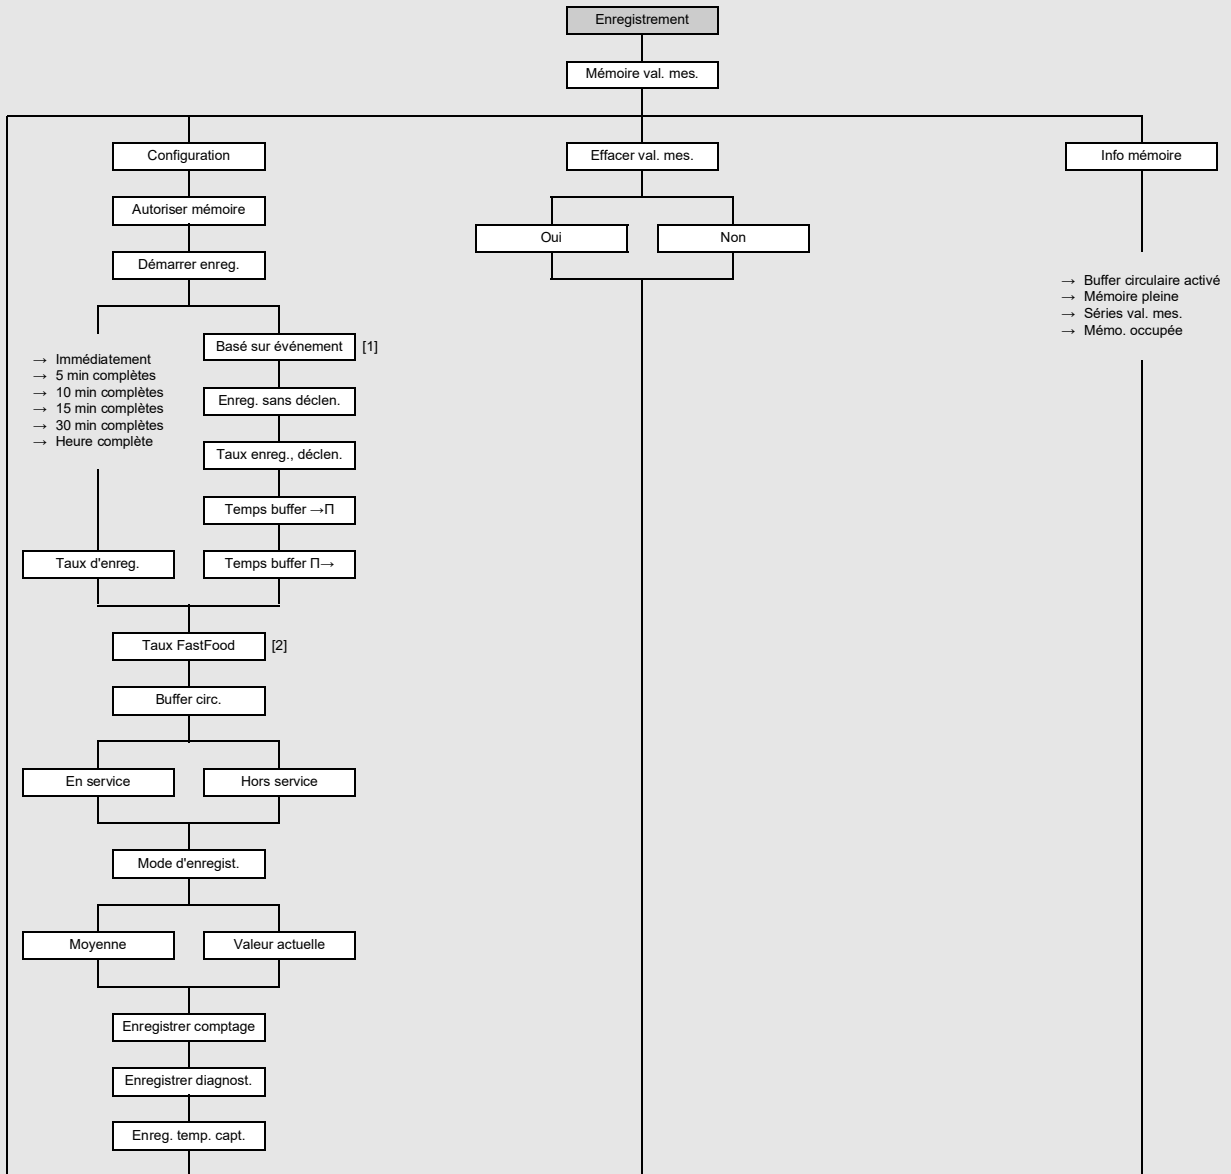 Enregistrement
Mémoire val. mes.
Configuration
Effacer val. mes.
Info mémoire
Autoriser mémoire
Oui
Non
Démarrer enreg.
→ Buffer circulaire activé
→ Mémoire pleine
→ Séries val. mes.
→ Mémo. occupée
Basé sur événement [1]
→ Immédiatement
→ 5 min complètes
→ 10 min complètes
→ 15 min complètes
→ 30 min complètes
→ Heure complète
Enreg. sans déclen.
Taux enreg., déclen.
Temps buffer →Π
Taux d'enreg.
Temps buffer Π→
Taux FastFood [2]
Buffer circ.
En service
Hors service
Mode d'enregist.
Moyenne
Valeur actuelle
Enregistrer comptage
Enregistrer diagnost.
Enreg. temp. capt.